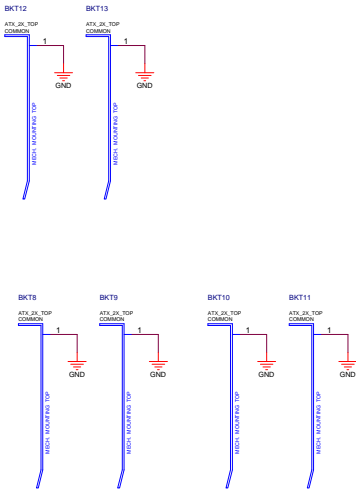 BKT12
ATX_2X_TOP
COMMON
1
GND
MECH. MOUNTING TOP
BKT13
ATX_2X_TOP
COMMON
1
GND
MECH. MOUNTING TOP
BKT8
ATX_2X_TOP
COMMON
1
GND
MECH. MOUNTING TOP
BKT9
ATX_2X_TOP
COMMON
1
GND
MECH. MOUNTING TOP
BKT10
ATX_2X_TOP
COMMON
1
GND
MECH. MOUNTING TOP
BKT11
ATX_2X_TOP
COMMON
1
GND
MECH. MOUNTING TOP